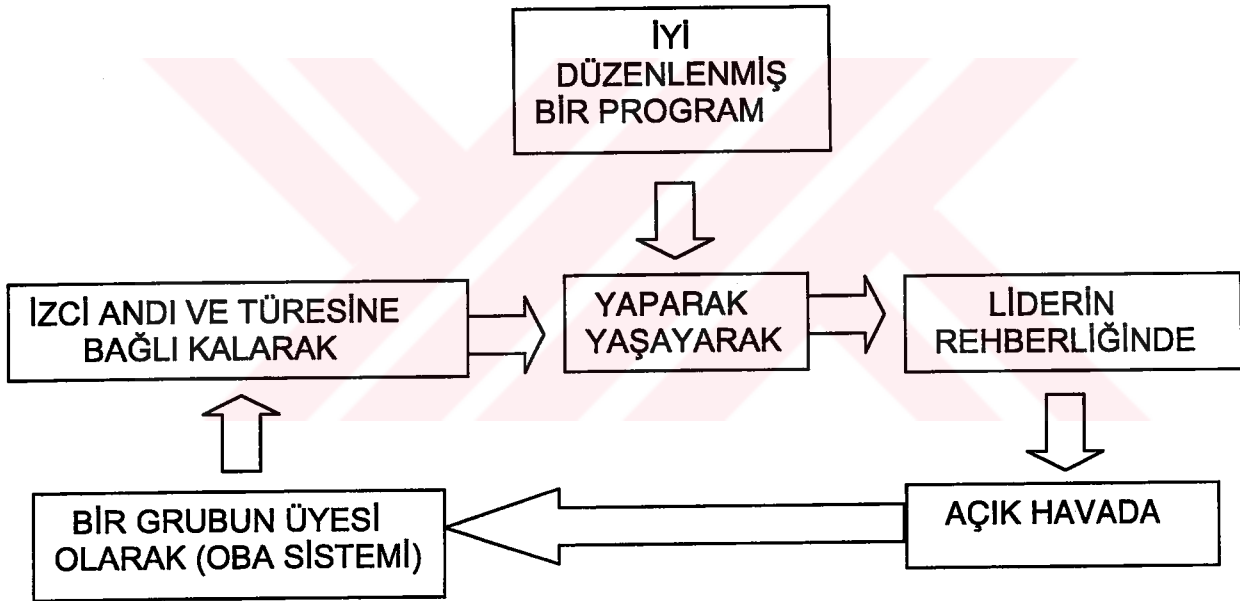 İYİ
DÜZENLENMİŞ
BİR PROGRAM
İZCİ ANDI VE TÜRESİNE
BAĞLI KALARAK
YAPARAK
YAŞAYARAK
LİDERİN
REHBERLİĞİNDE
BİR GRUBUN ÜYESİ
OLARAK (OBA SİSTEMİ)
AÇIK HAVADA